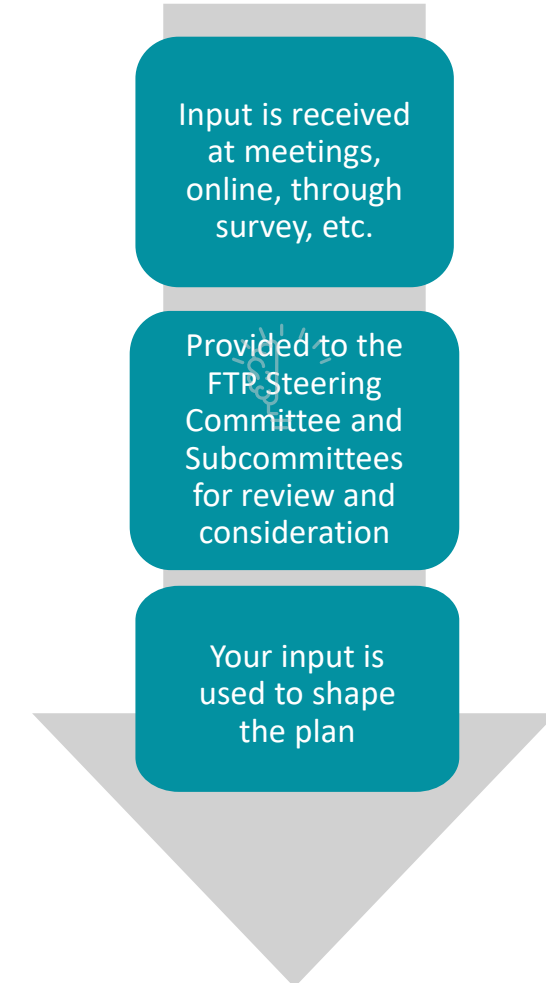 Input is received
at meetings,
online, through
survey, etc.
Provided to the
FTP Steering
Committee and
Subcommittees
for review and
consideration
Your input is
used to shape
the plan